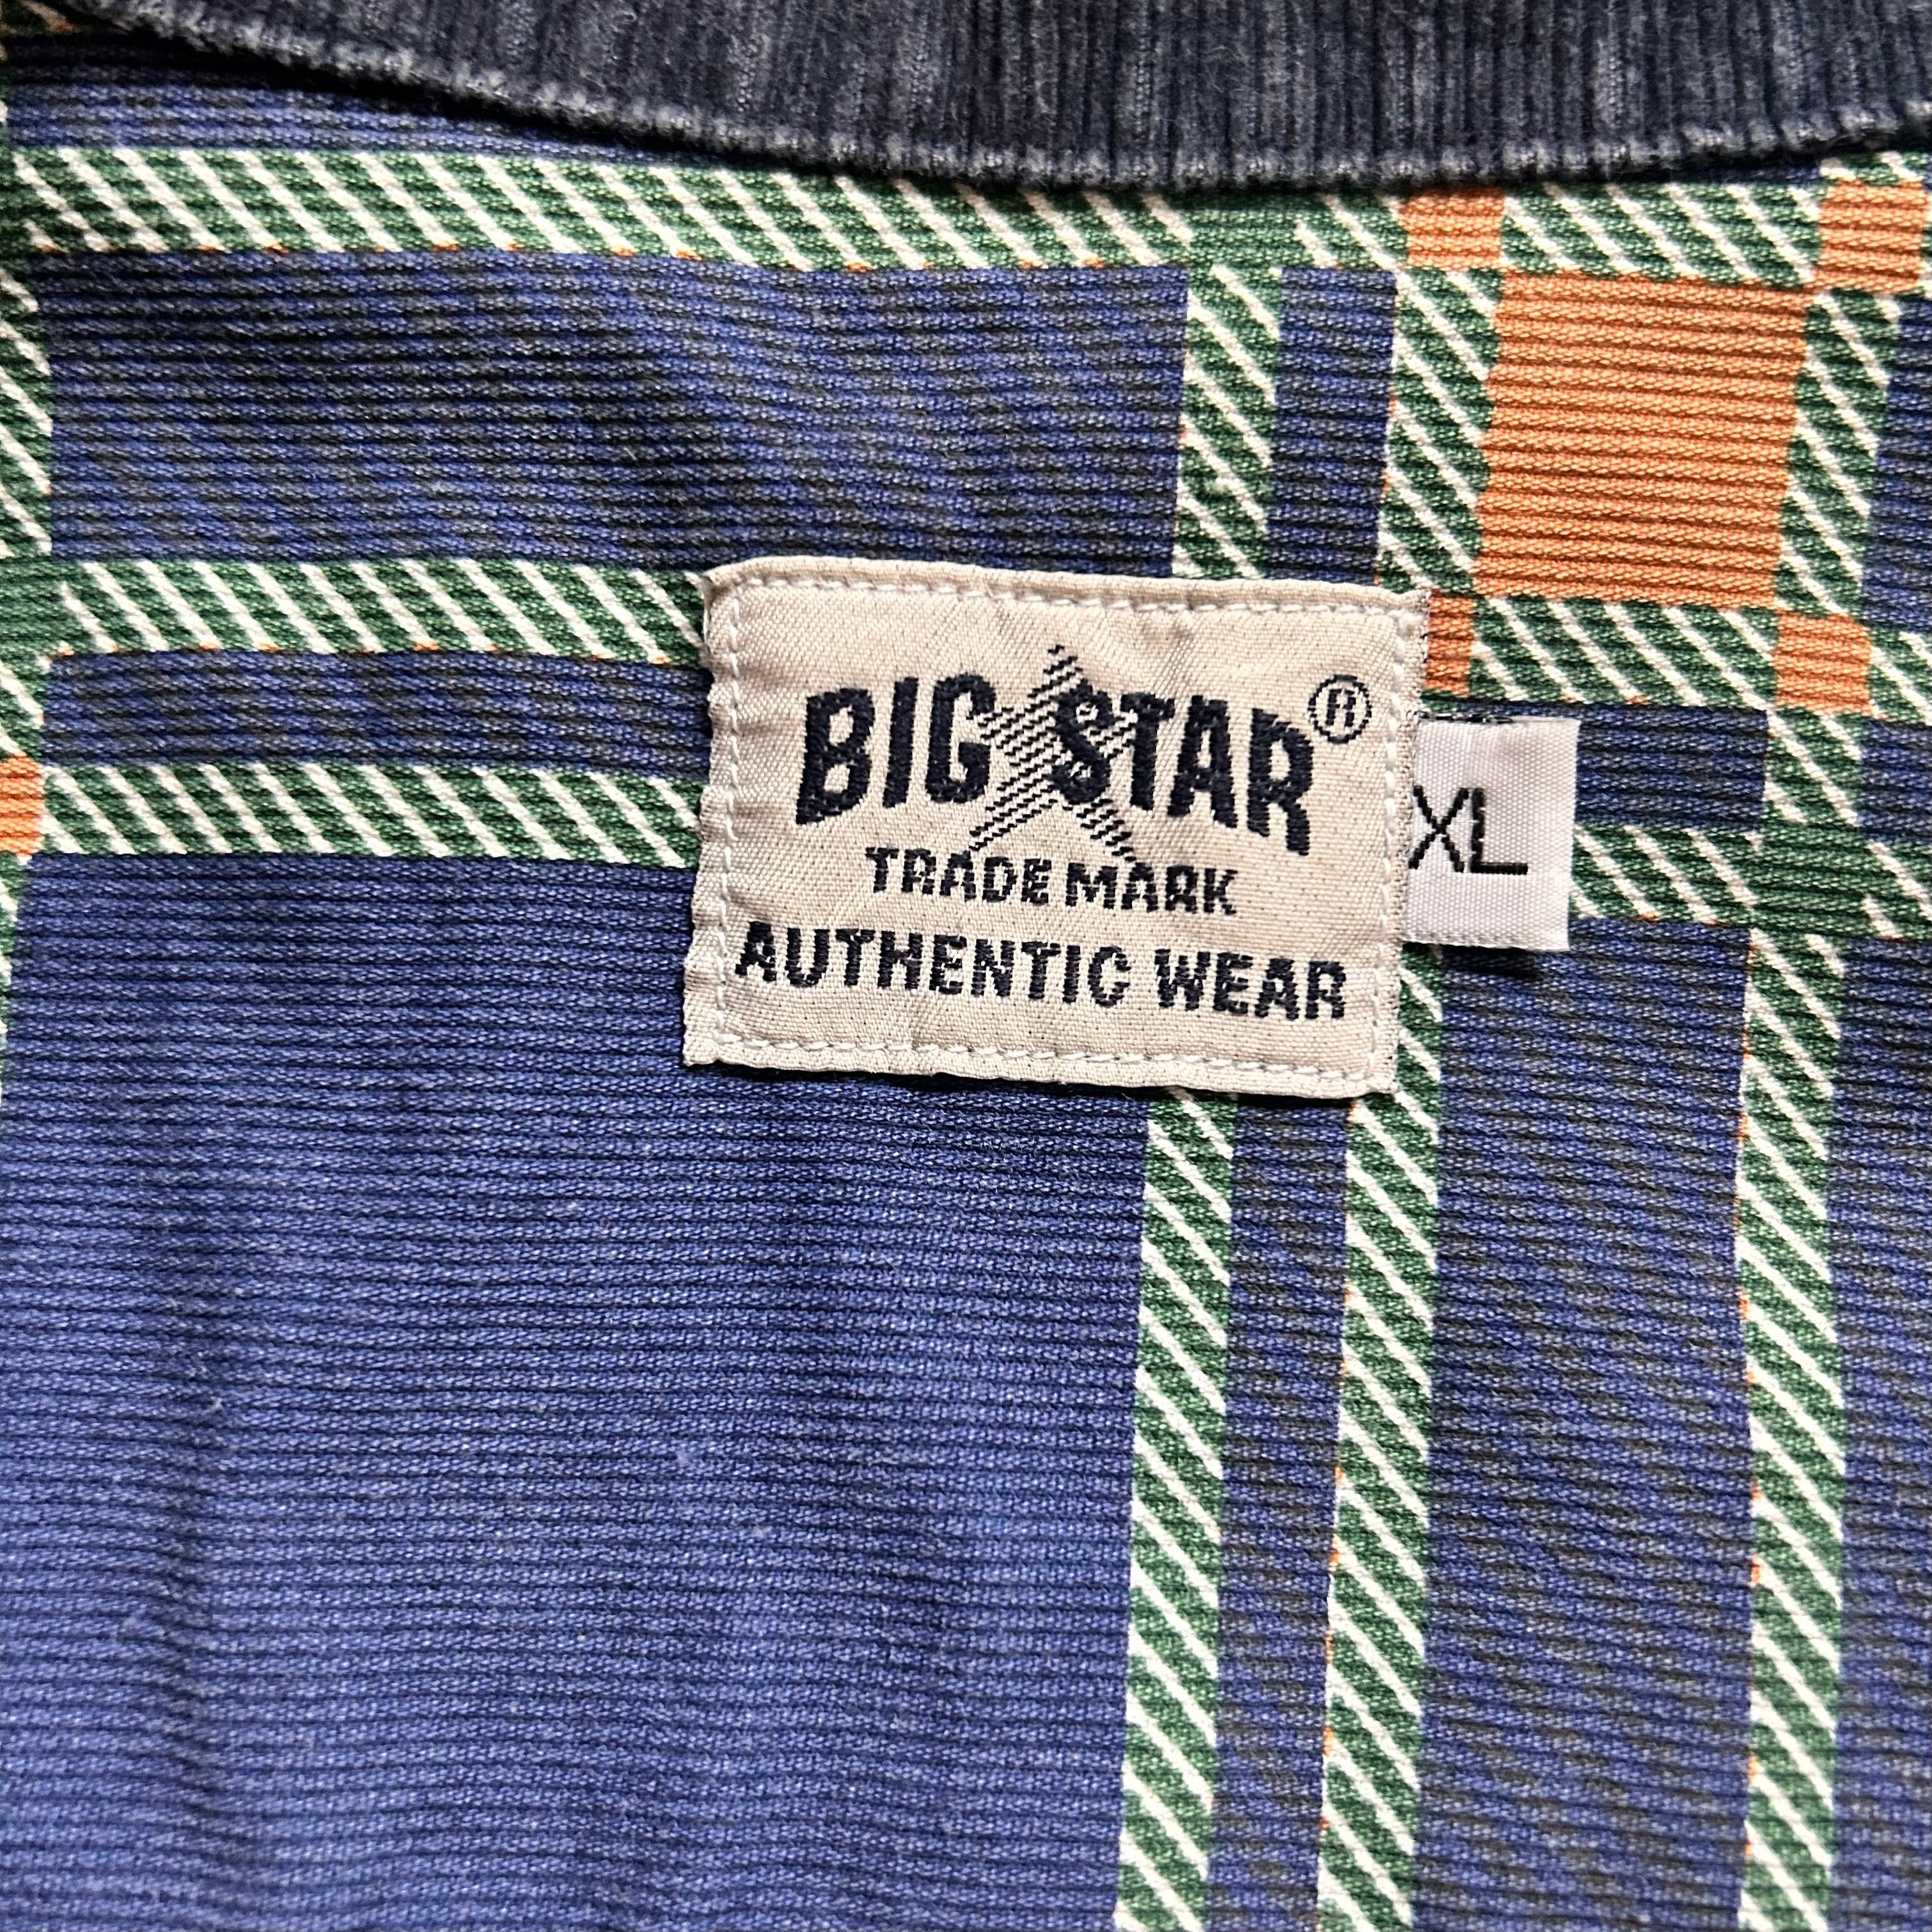 BIG STAR ®
TRADE MARK
AUTHENTIC WEAR
XL